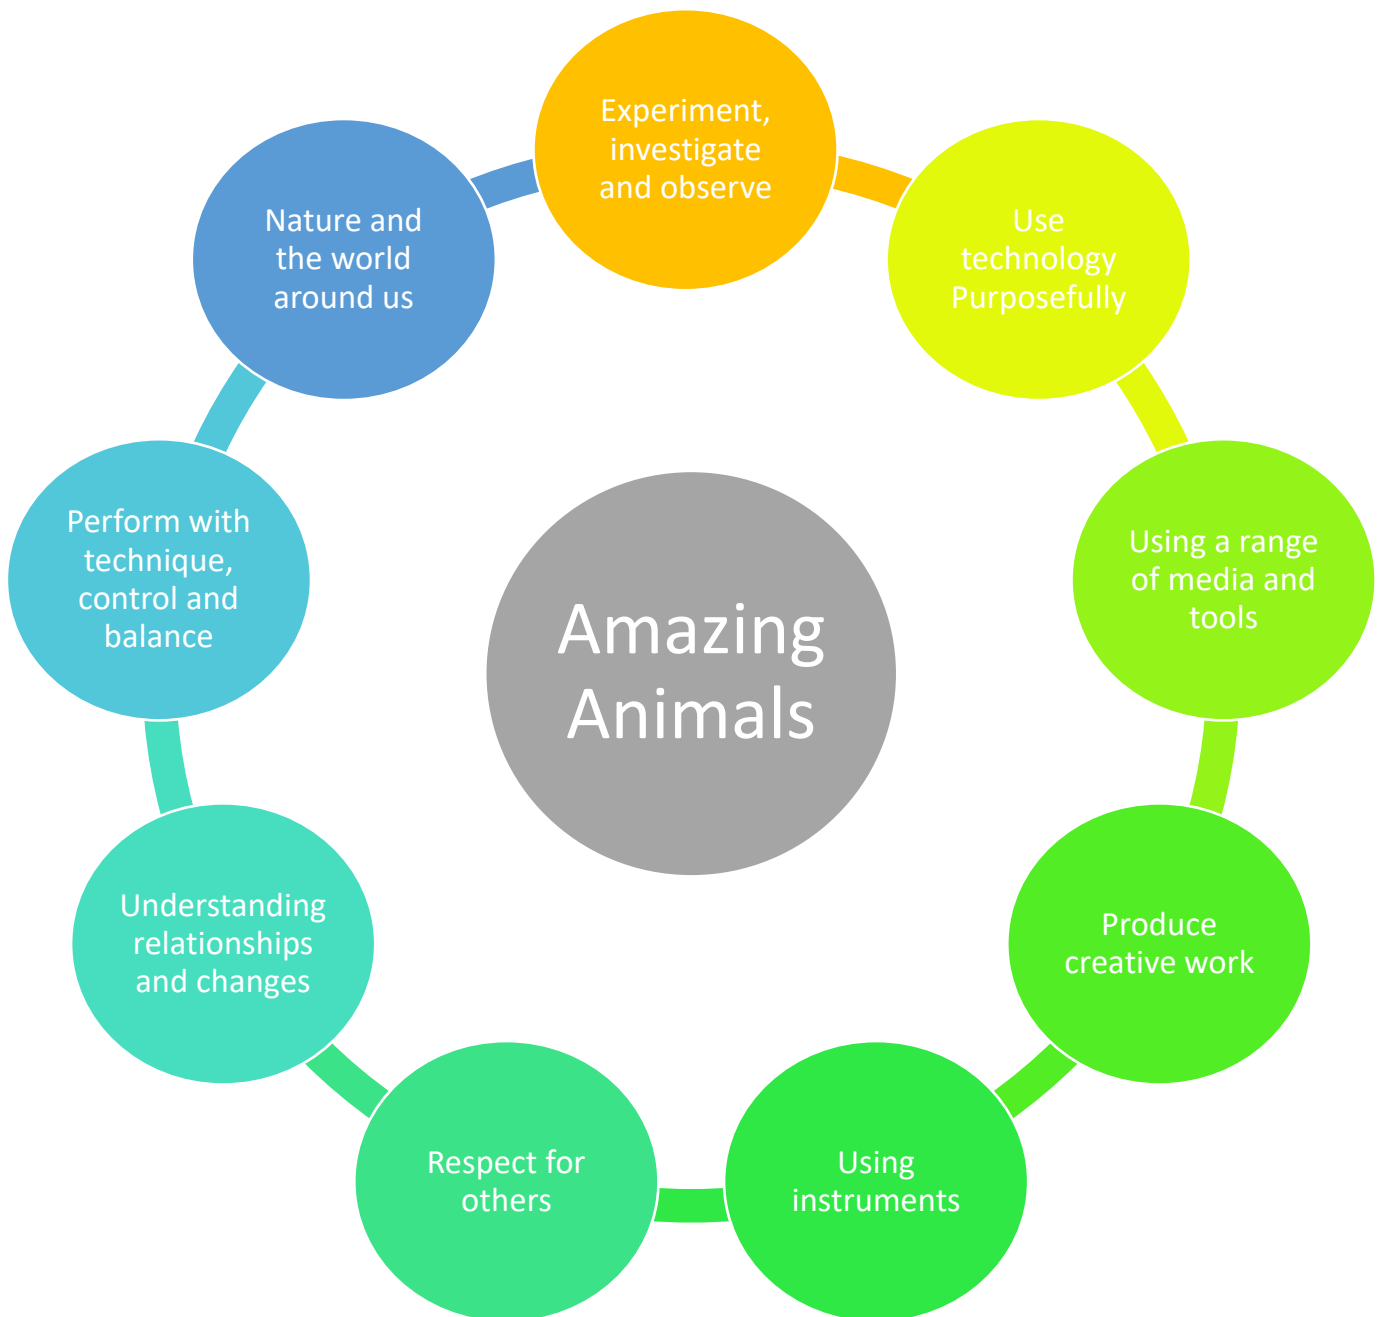 Experiment,
investigate
and observe
Use
technology
Purposefully
Using a range
of media and
tools
Produce
creative work
Using
instruments
Respect for
others
Understanding
relationships
and changes
Perform with
technique,
control and
balance
Nature and
the world
around us
Amazing
Animals